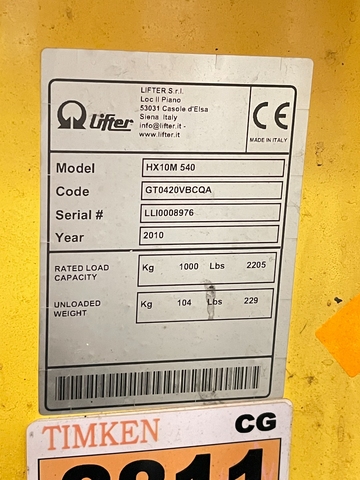 LIFTER S.r.l.
Loc Il Piano
53031 Casole d'Elsa
Siena Italy
info@lifter.it -
www.lifter.it
Lifter
CE
MADE IN ITALY
Model HX10M 540
Code GT0420VBCQA
Serial # LLI0008976
Year 2010
RATED LOAD CAPACITY Kg 1000 Lbs 2205
UNLOADED WEIGHT Kg 104 Lbs 229
TIMKEN CG